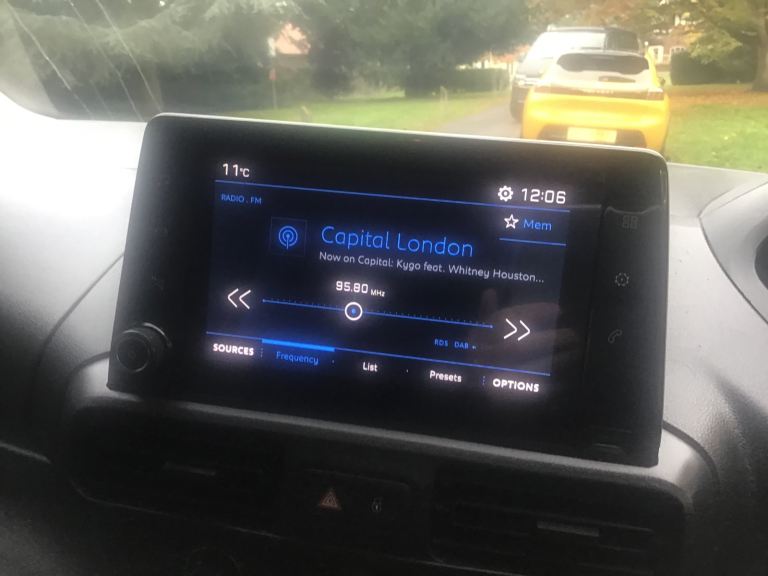 11°C
12:06
RADIO . FM
Mem
Capital London
Now on Capital: Kygo feat. Whitney Houston...
95.80 MHz
RDS DAB
SOURCES
Frequency
List
Presets
OPTIONS